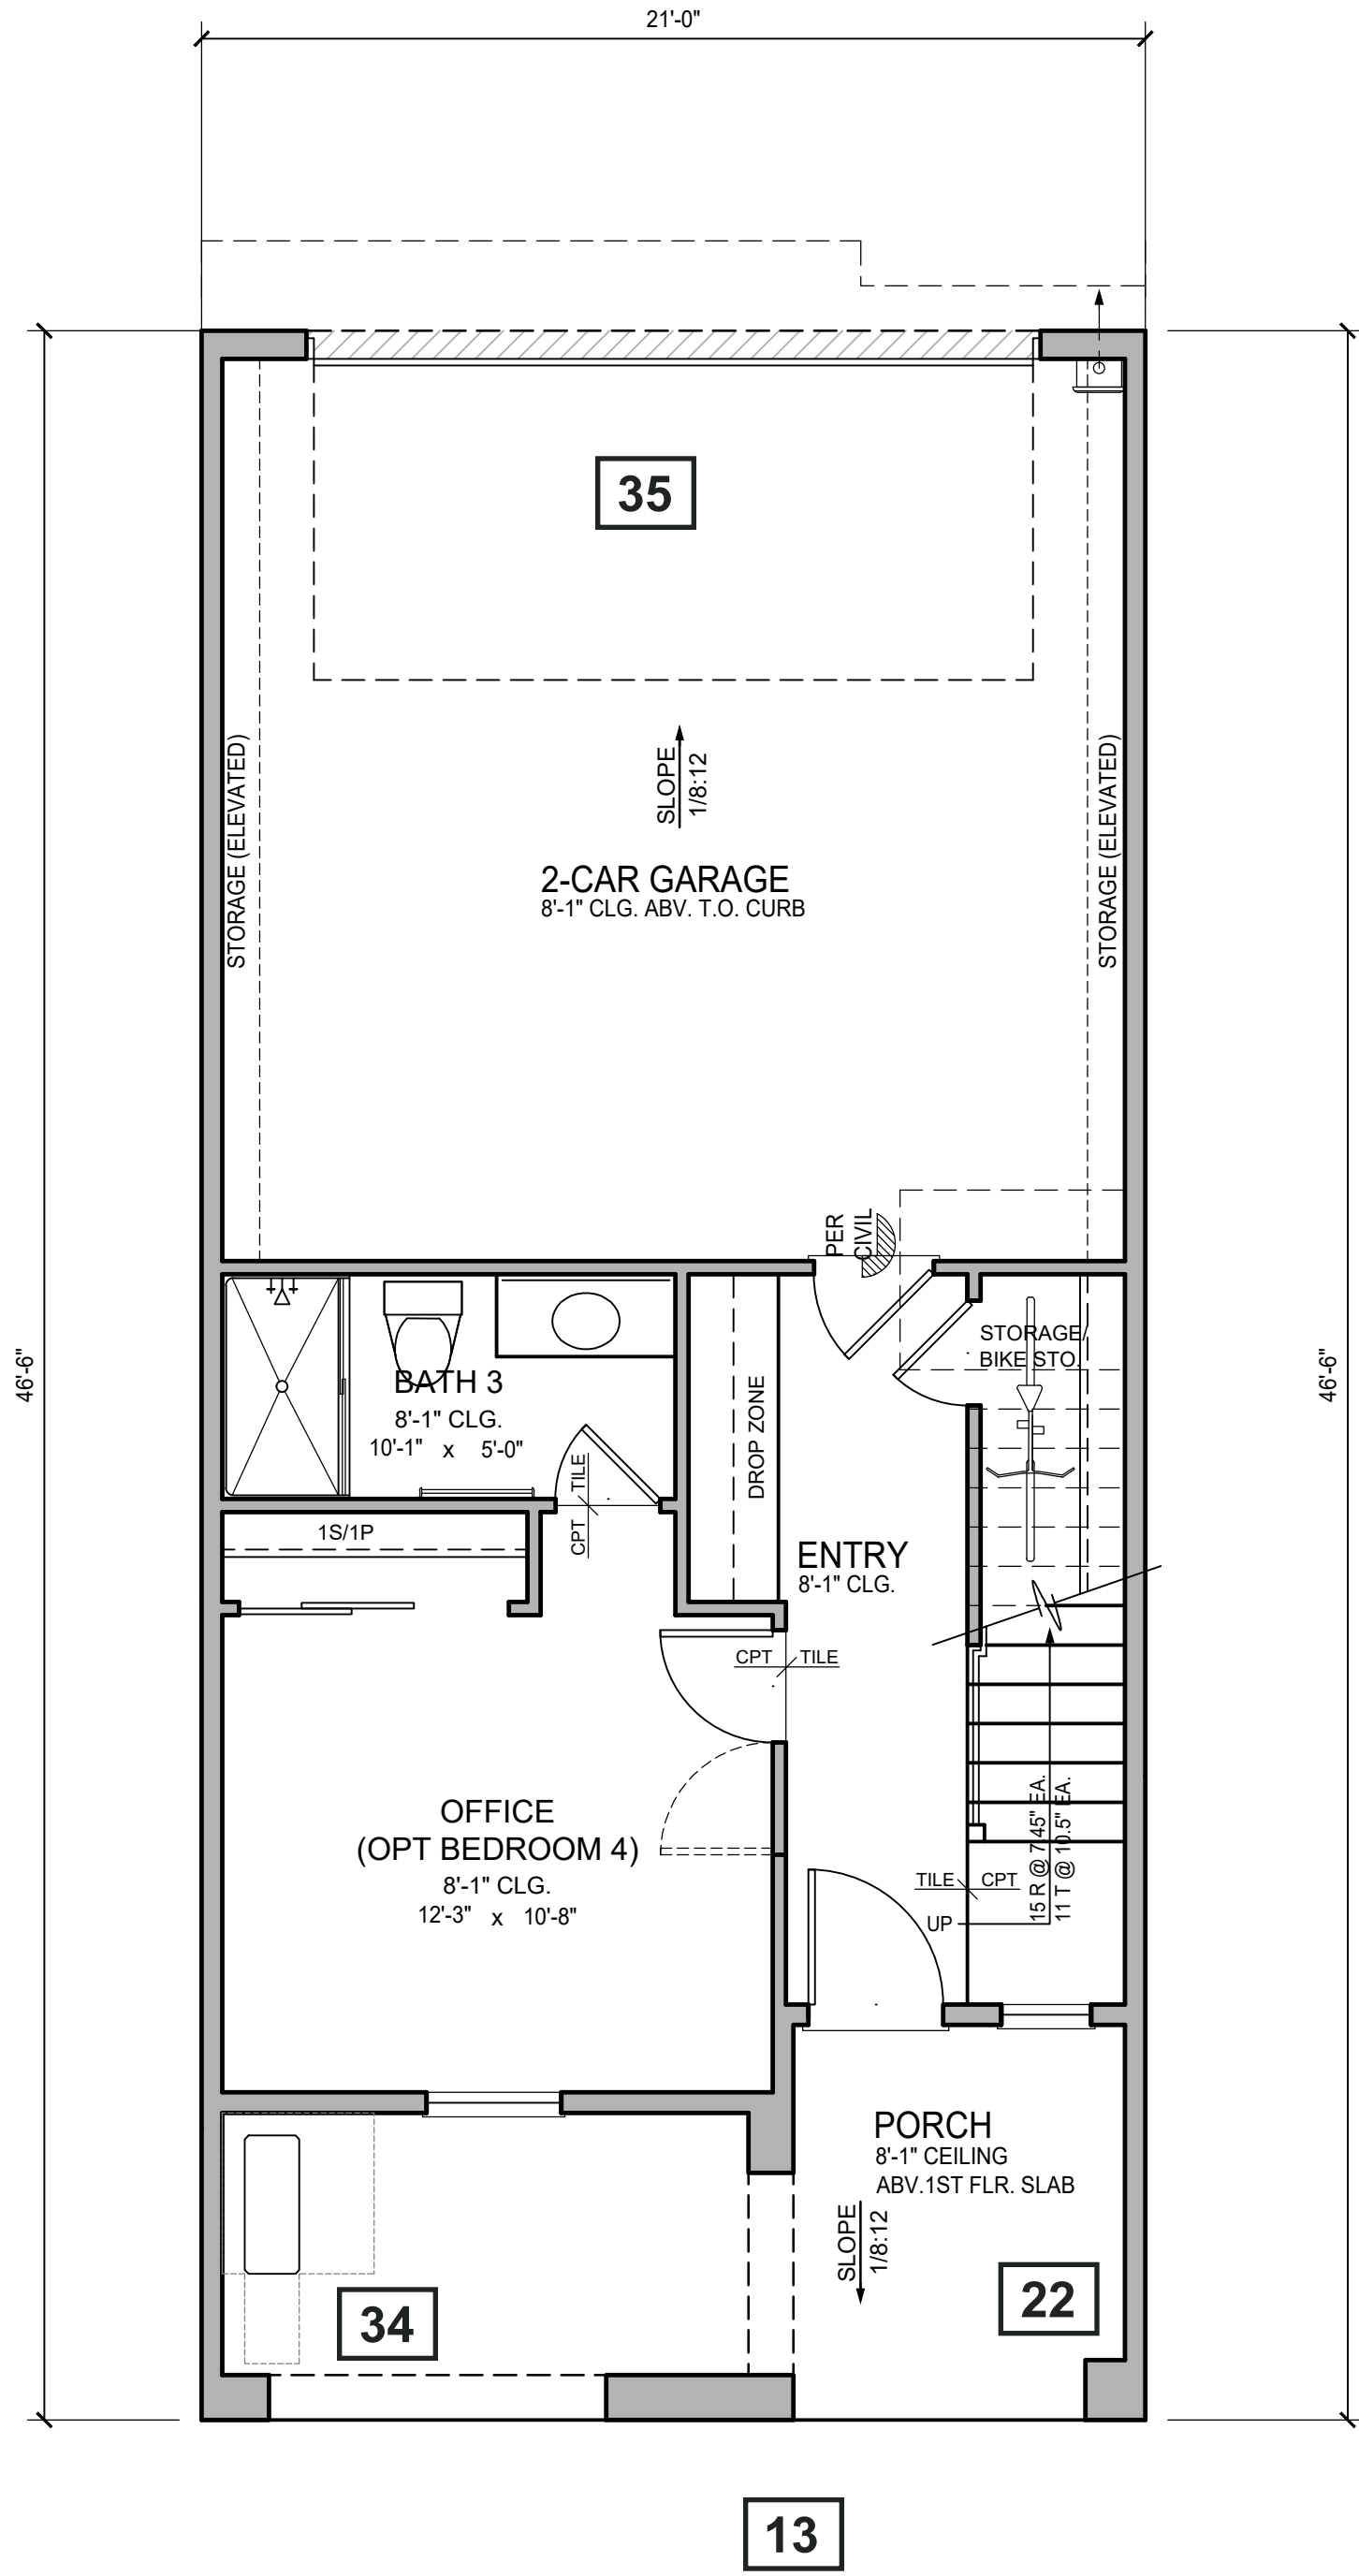 21'-0"
35
STORAGE (ELEVATED)
SLOPE
1/8:12
STORAGE (ELEVATED)
2-CAR GARAGE
8'-1" CLG. ABV. T.O. CURB
PER
CIVIL
46'-6"
46'-6"
STORAGE/
BIKE STO.
BATH 3
8'-1" CLG.
10'-1" x 5'-0"
DROP ZONE
TILE
CPT
1S/1P
ENTRY
8'-1" CLG.
CPT TILE
OFFICE
(OPT BEDROOM 4)
8'-1" CLG.
12'-3" x 10'-8"
TILE CPT
UP
15 R @ 7.45" EA.
11 T @ 10.5" EA.
PORCH
8'-1" CEILING
ABV.1ST FLR. SLAB
SLOPE
1/8:12
22
34
13